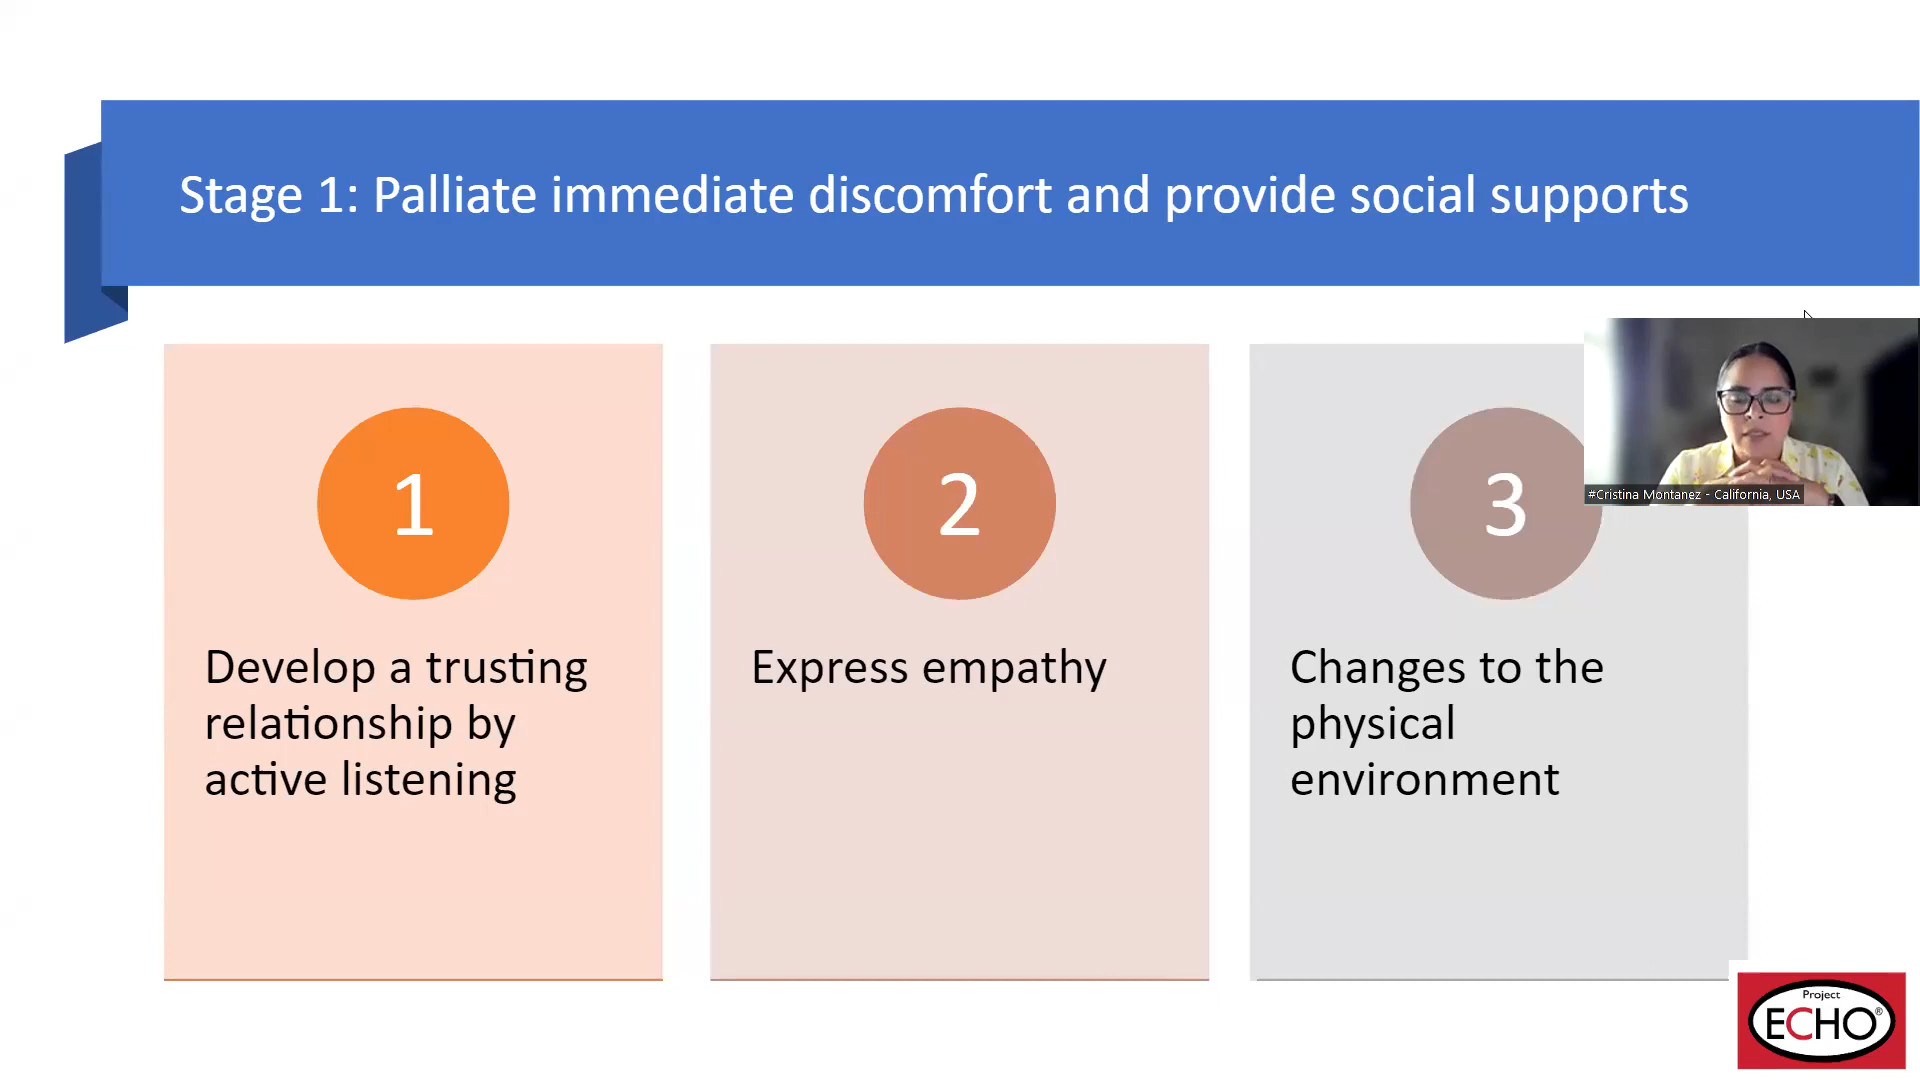 Stage 1: Palliate immediate discomfort and provide social supports
1
Develop a trusting
relationship by
active listening
2
Express empathy
3
Changes to the
physical
environment
#Cristina Montanez - California, USA
Project
ECHO®